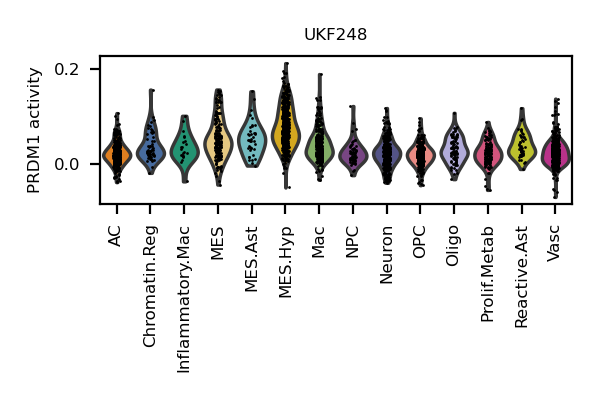 UKF248
PRDM1 activity
0.2
0.0
AC
Chromatin.Reg
Inflammatory.Mac
MES
MES.Ast
MES.Hyp
Mac
NPC
Neuron
OPC
Oligo
Prolif.Metab
Reactive.Ast
Vasc